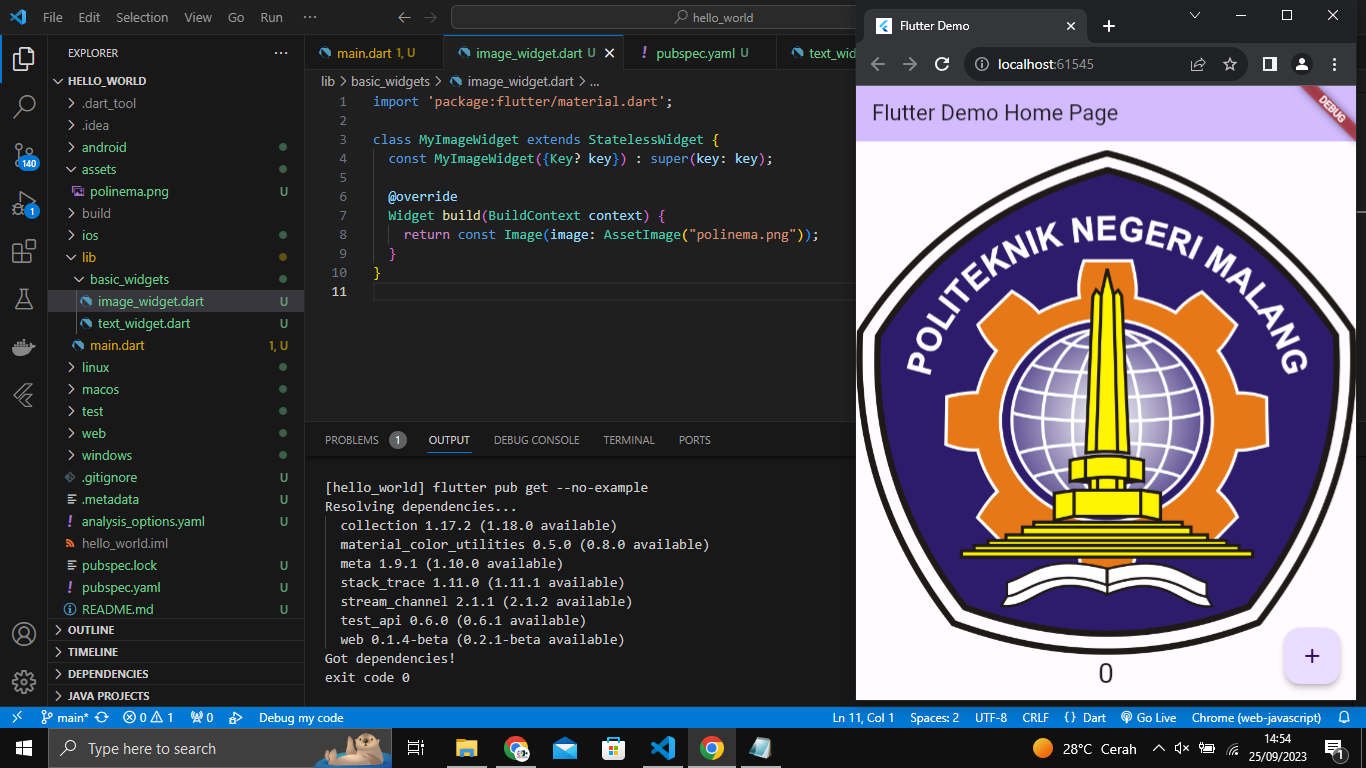 File Edit Selection View Go Run ··· hello_world
EXPLORER ···
HELLO_WORLD
.dart_tool
.idea
android
assets
polinema.png U
build
ios
lib
basic_widgets
image_widget.dart U
text_widget.dart U
main.dart 1, U
linux
macos
test
web
windows
.gitignore U
.metadata U
analysis_options.yaml U
hello_world.iml
pubspec.lock U
pubspec.yaml U
README.md U
OUTLINE
TIMELINE
DEPENDENCIES
JAVA PROJECTS
140
1
main.dart 1, U image_widget.dart U pubspec.yaml U text_wid
lib > basic_widgets > image_widget.dart > ...
1 import 'package:flutter/material.dart';
2
3 class MyImageWidget extends StatelessWidget {
4 const MyImageWidget({Key? key}) : super(key: key);
5
6 @override
7 Widget build(BuildContext context) {
8 return const Image(image: AssetImage("polinema.png"));
9 }
10 }
11
PROBLEMS 1 OUTPUT DEBUG CONSOLE TERMINAL PORTS
[hello_world] flutter pub get --no-example
Resolving dependencies...
collection 1.17.2 (1.18.0 available)
material_color_utilities 0.5.0 (0.8.0 available)
meta 1.9.1 (1.10.0 available)
stack_trace 1.11.0 (1.11.1 available)
stream_channel 2.1.1 (2.1.2 available)
test_api 0.6.0 (0.6.1 available)
web 0.1.4-beta (0.2.1-beta available)
Got dependencies!
exit code 0
Flutter Demo
localhost:61545
Flutter Demo Home Page
DEBUG
POLITEKNIK NEGERI MALANG
0
+
main* 0 1 0 Debug my code Ln 11, Col 1 Spaces: 2 UTF-8 CRLF {} Dart Go Live Chrome (web-javascript)
Type here to search
28°C Cerah
14:54
25/09/2023
1